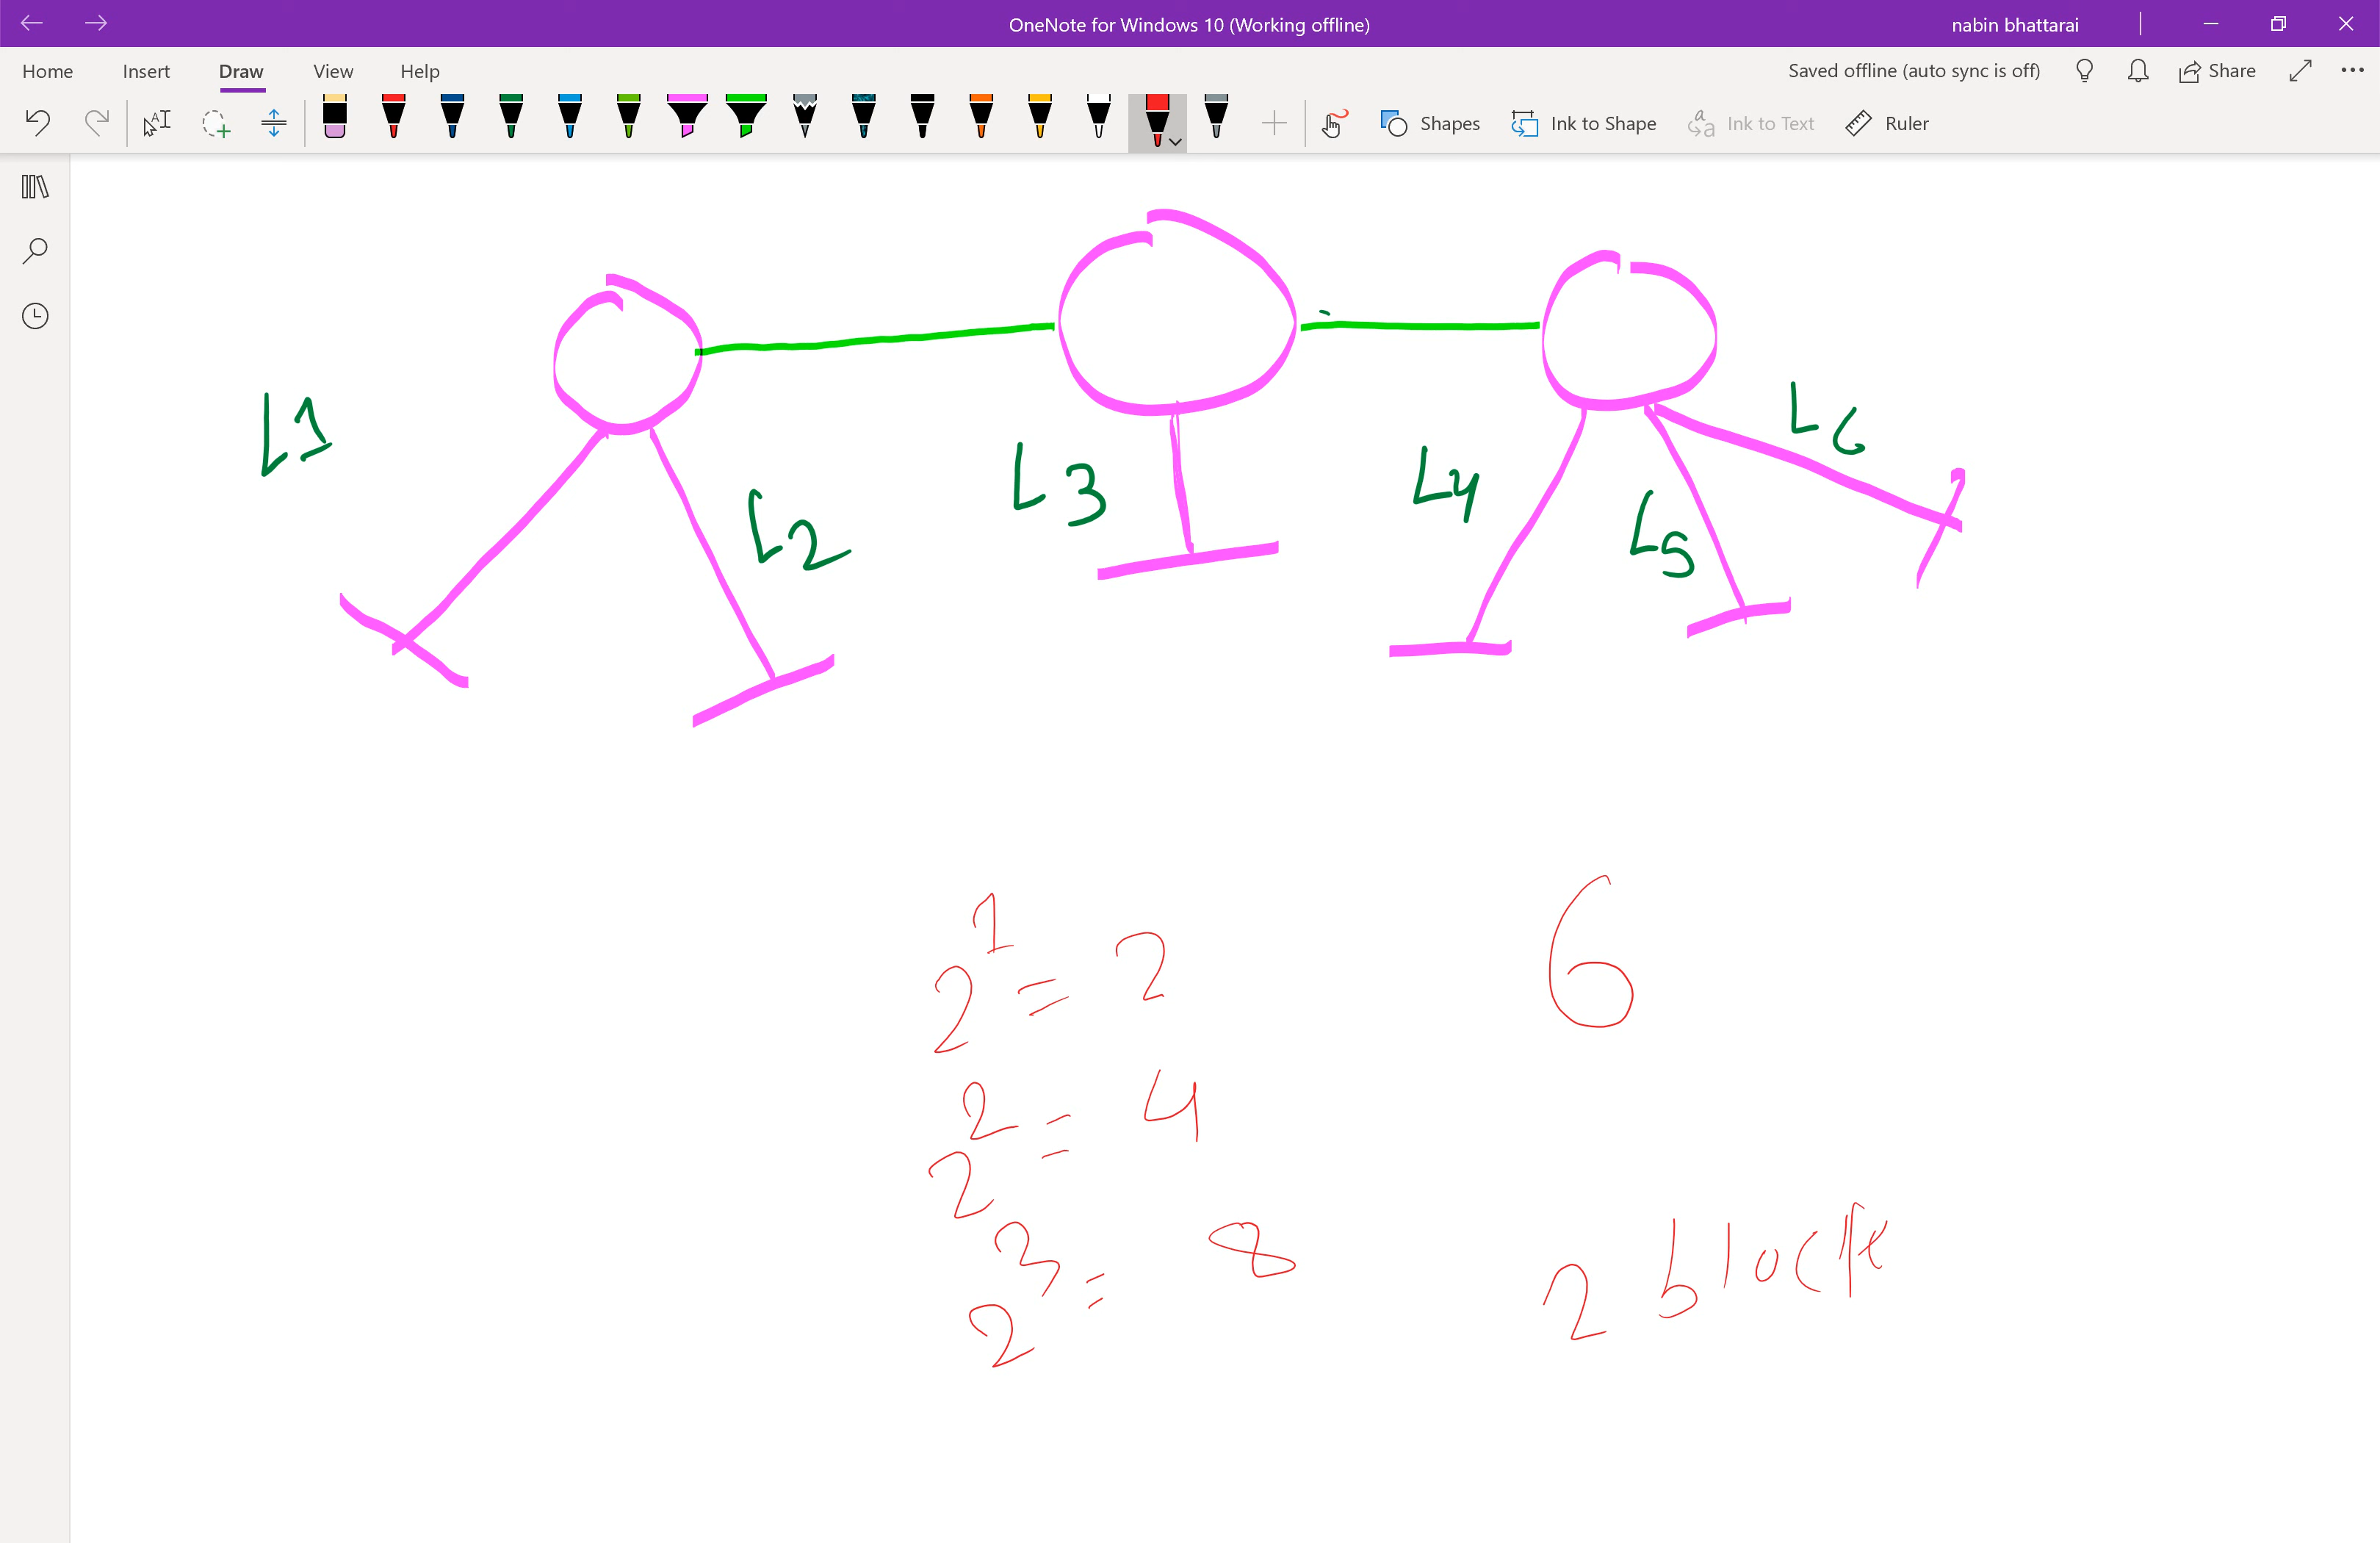 OneNote for Windows 10 (Working offline)
nabin bhattarai
Home Insert Draw View Help
Saved offline (auto sync is off)
Share
Shapes
Ink to Shape
Ink to Text
Ruler
L1
L2
L3
L4
L5
L6
2^1 = 2
6
2^2 = 4
2^3 = 8
2 block